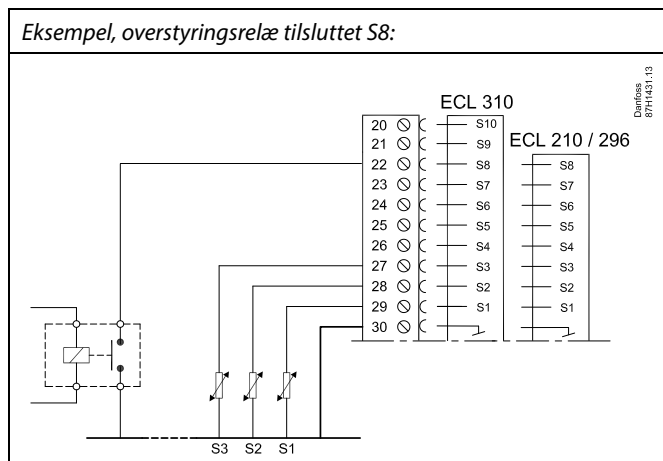 Eksempel, overstyringsrelæ tilsluttet S8:
Danfoss
87H1431.13
ECL 310
ECL 210 / 296
20 S10
21 S9
22 S8 S8
23 S7 S7
24 S6 S6
25 S5 S5
26 S4 S4
27 S3 S3
28 S2 S2
29 S1 S1
30
S3 S2 S1